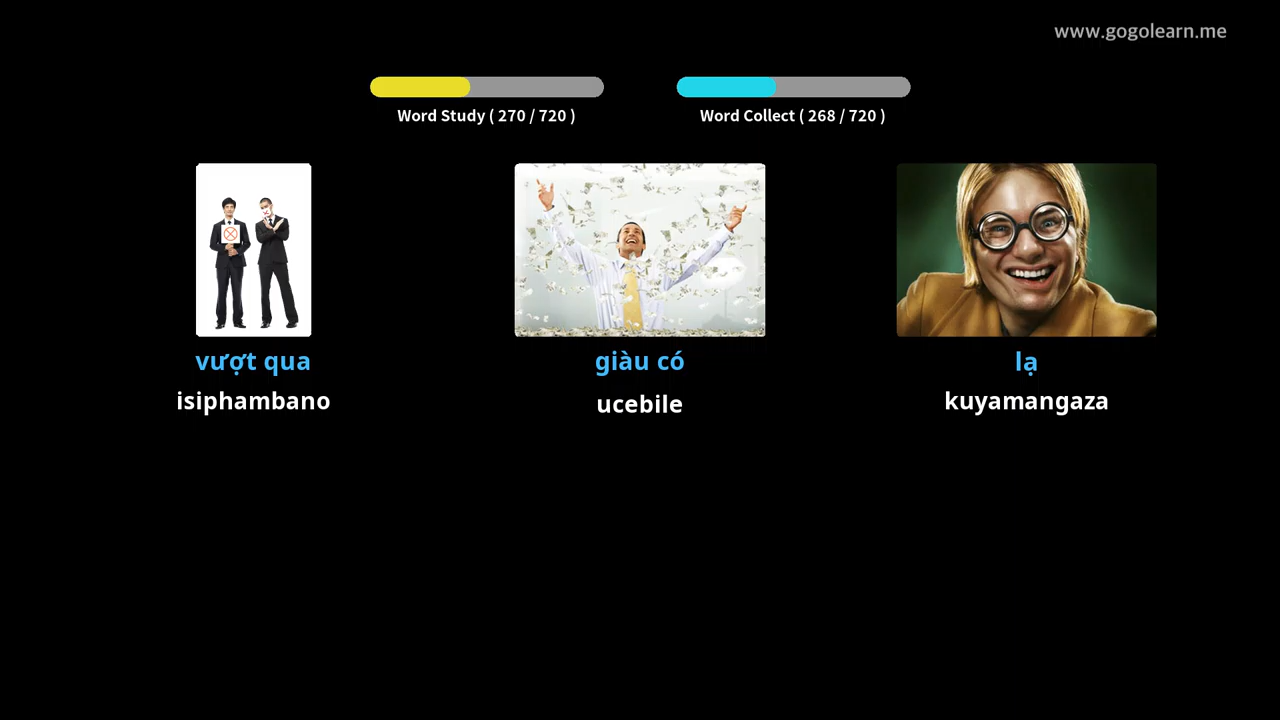 www.gogolearn.me
Word Study ( 270 / 720 )
Word Collect ( 268 / 720 )
vượt qua
giàu có
lạ
isiphambano
ucebile
kuyamangaza